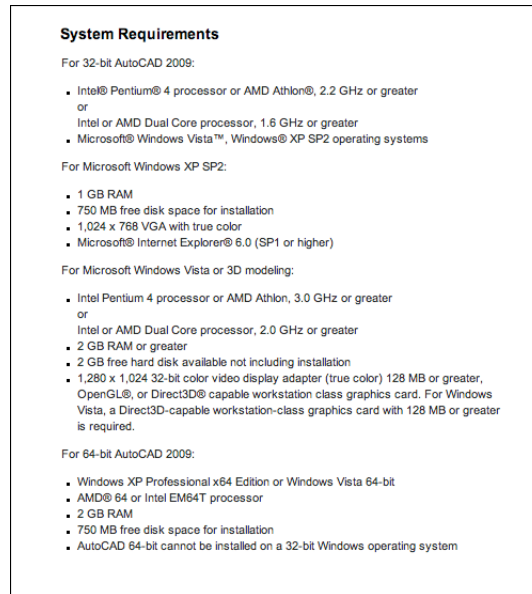 System Requirements
For 32-bit AutoCAD 2009:
▪ Intel® Pentium® 4 processor or AMD Athlon®, 2.2 GHz or greater
or
Intel or AMD Dual Core processor, 1.6 GHz or greater
▪ Microsoft® Windows Vista™, Windows® XP SP2 operating systems
For Microsoft Windows XP SP2:
▪ 1 GB RAM
▪ 750 MB free disk space for installation
▪ 1,024 x 768 VGA with true color
▪ Microsoft® Internet Explorer® 6.0 (SP1 or higher)
For Microsoft Windows Vista or 3D modeling:
▪ Intel Pentium 4 processor or AMD Athlon, 3.0 GHz or greater
or
Intel or AMD Dual Core processor, 2.0 GHz or greater
▪ 2 GB RAM or greater
▪ 2 GB free hard disk available not including installation
▪ 1,280 x 1,024 32-bit color video display adapter (true color) 128 MB or greater,
OpenGL®, or Direct3D® capable workstation class graphics card. For Windows
Vista, a Direct3D-capable workstation-class graphics card with 128 MB or greater
is required.
For 64-bit AutoCAD 2009:
▪ Windows XP Professional x64 Edition or Windows Vista 64-bit
▪ AMD® 64 or Intel EM64T processor
▪ 2 GB RAM
▪ 750 MB free disk space for installation
▪ AutoCAD 64-bit cannot be installed on a 32-bit Windows operating system